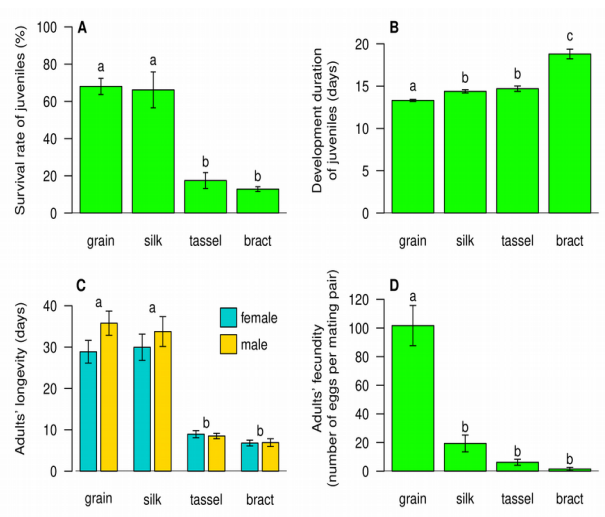 A
Survival rate of juveniles (%)
100
80
60
40
20
0
a
a
b
b
grain silk tassel bract
B
Development duration
of juveniles (days)
20
15
10
5
0
a
b
b
c
grain silk tassel bract
C
Adults' longevity (days)
40
30
20
10
0
a
a
b
b
female
male
grain silk tassel bract
D
Adults' fecundity
(number of eggs per mating pair)
120
100
80
60
40
20
0
a
b
b
b
grain silk tassel bract